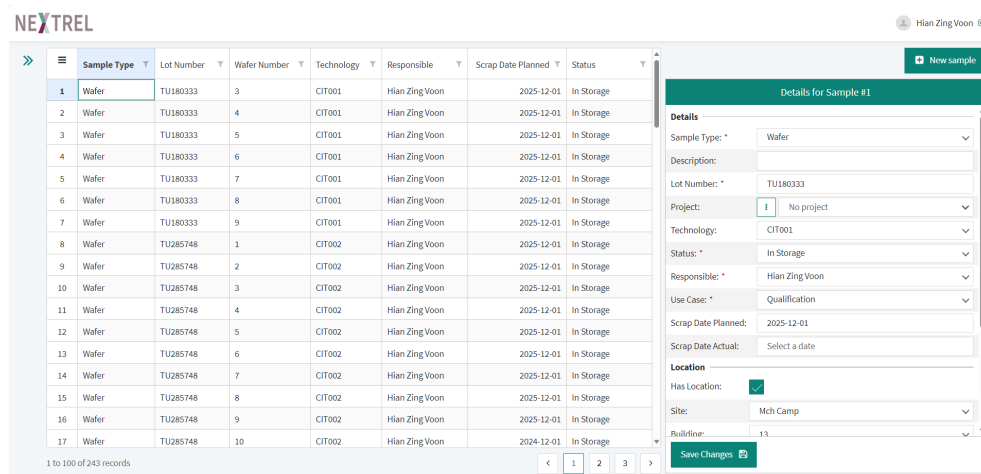 NEXTREL
Hian Zing Voon
Sample Type Lot Number Wafer Number Technology Responsible Scrap Date Planned Status
1 Wafer TU180333 3 CIT001 Hian Zing Voon 2025-12-01 In Storage
2 Wafer TU180333 4 CIT001 Hian Zing Voon 2025-12-01 In Storage
3 Wafer TU180333 5 CIT001 Hian Zing Voon 2025-12-01 In Storage
4 Wafer TU180333 6 CIT001 Hian Zing Voon 2025-12-01 In Storage
5 Wafer TU180333 7 CIT001 Hian Zing Voon 2025-12-01 In Storage
6 Wafer TU180333 8 CIT001 Hian Zing Voon 2025-12-01 In Storage
7 Wafer TU180333 9 CIT001 Hian Zing Voon 2025-12-01 In Storage
8 Wafer TU285748 1 CIT002 Hian Zing Voon 2025-12-01 In Storage
9 Wafer TU285748 2 CIT002 Hian Zing Voon 2025-12-01 In Storage
10 Wafer TU285748 3 CIT002 Hian Zing Voon 2025-12-01 In Storage
11 Wafer TU285748 4 CIT002 Hian Zing Voon 2025-12-01 In Storage
12 Wafer TU285748 5 CIT002 Hian Zing Voon 2025-12-01 In Storage
13 Wafer TU285748 6 CIT002 Hian Zing Voon 2025-12-01 In Storage
14 Wafer TU285748 7 CIT002 Hian Zing Voon 2025-12-01 In Storage
15 Wafer TU285748 8 CIT002 Hian Zing Voon 2025-12-01 In Storage
16 Wafer TU285748 9 CIT002 Hian Zing Voon 2025-12-01 In Storage
17 Wafer TU285748 10 CIT002 Hian Zing Voon 2024-12-01 In Storage
1 to 100 of 243 records
1 2 3
New sample
Details for Sample #1
Details
Sample Type: * Wafer
Description:
Lot Number: * TU180333
Project: No project
Technology: CIT001
Status: * In Storage
Responsible: * Hian Zing Voon
Use Case: * Qualification
Scrap Date Planned: 2025-12-01
Scrap Date Actual: Select a date
Location
Has Location:
Site: Mch Camp
Building: 13
Save Changes